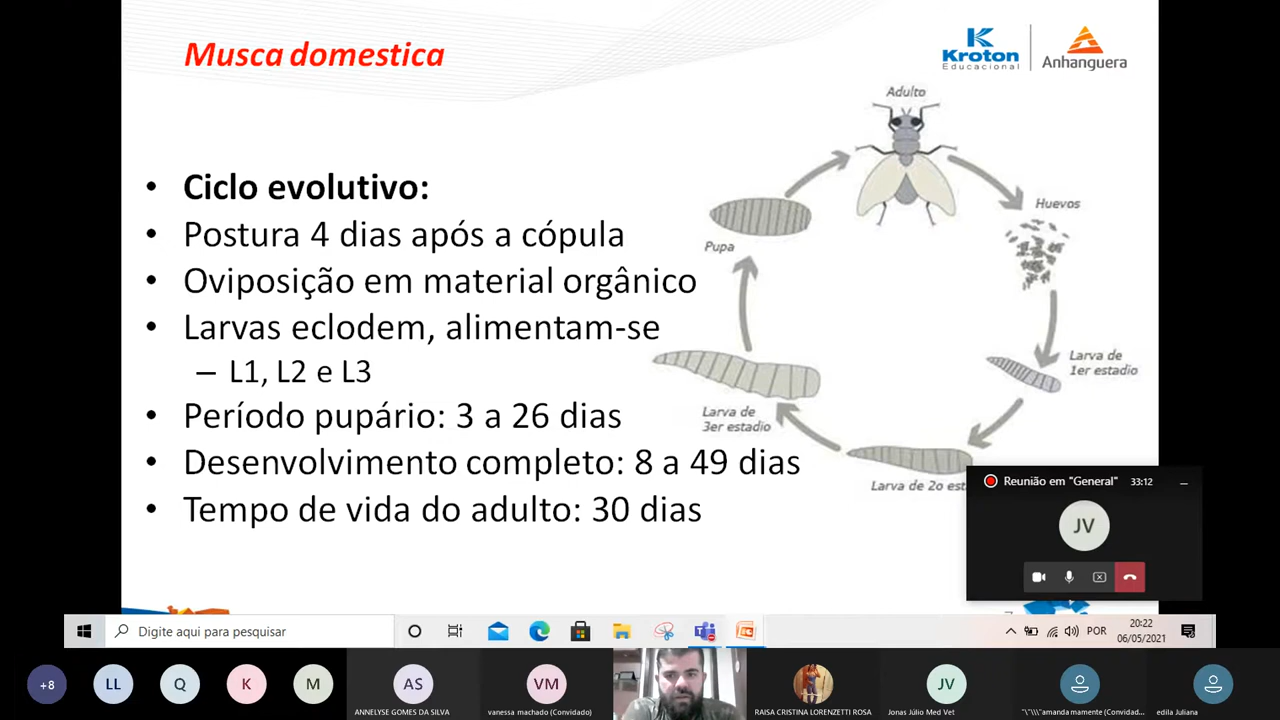 Musca domestica
Kroton
Educacional
Anhanguera
Adulto
• Ciclo evolutivo:
• Postura 4 dias após a cópula
• Oviposição em material orgânico
• Larvas eclodem, alimentam-se
– L1, L2 e L3
• Período pupário: 3 a 26 dias
• Desenvolvimento completo: 8 a 49 dias
• Tempo de vida do adulto: 30 dias
Huevos
Pupa
Larva de
1er estadio
Larva de
3er estadio
Larva de 2o est
Reunião em "General" 33:12
JV
Digite aqui para pesquisar
POR
20:22
06/05/2021
+8
LL
Q
K
M
AS
ANNELYSE GOMES DA SILVA
VM
vanessa machado (Convidado)
RAISA CRISTINA LORENZETTI ROSA
JV
Jonas Júlio Med Vet
"\"\\\"amanda mamente (Convidad...
edila Juliana